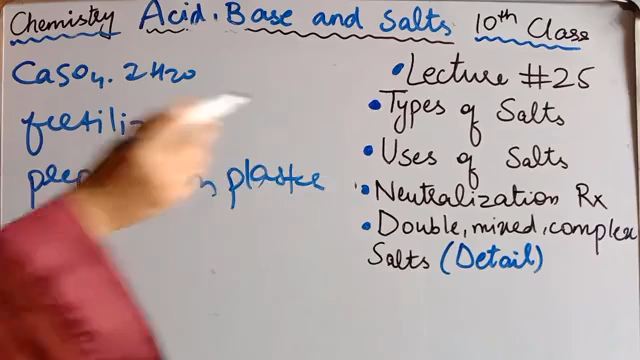 Chemistry Acid, Base and Salts 10th Class
CaSO4. 2H2O
plaster
• Lecture #25
• Types of Salts
• Uses of Salts
• Neutralization Rx
• Double, mixed, complex
Salts (Detail)